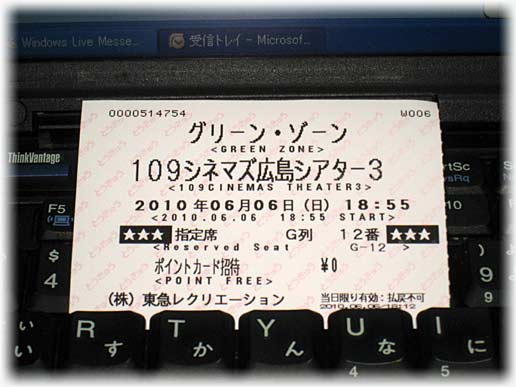 Windows Live Messe...
受信トレイ - Microsof...
0000514754 W006
グリーン・ゾーン
<GREEN ZONE>
109シネマズ広島シアター3
<109CINEMAS THEATER3>
2010年06月06日(日) 18:55
<2010.06.06 18:55 START>
★★★ 指定席 G列 12番 ★★★
<Reserved Seat G-12 >
ポイントカード招待 ¥0
<POINT FREE>
(株)東急レクリエーション 当日限り有効:払戻不可
ThinkVantage
F5
$ 4
9
い
R す
T か
Y ん
U な 4
I に 5